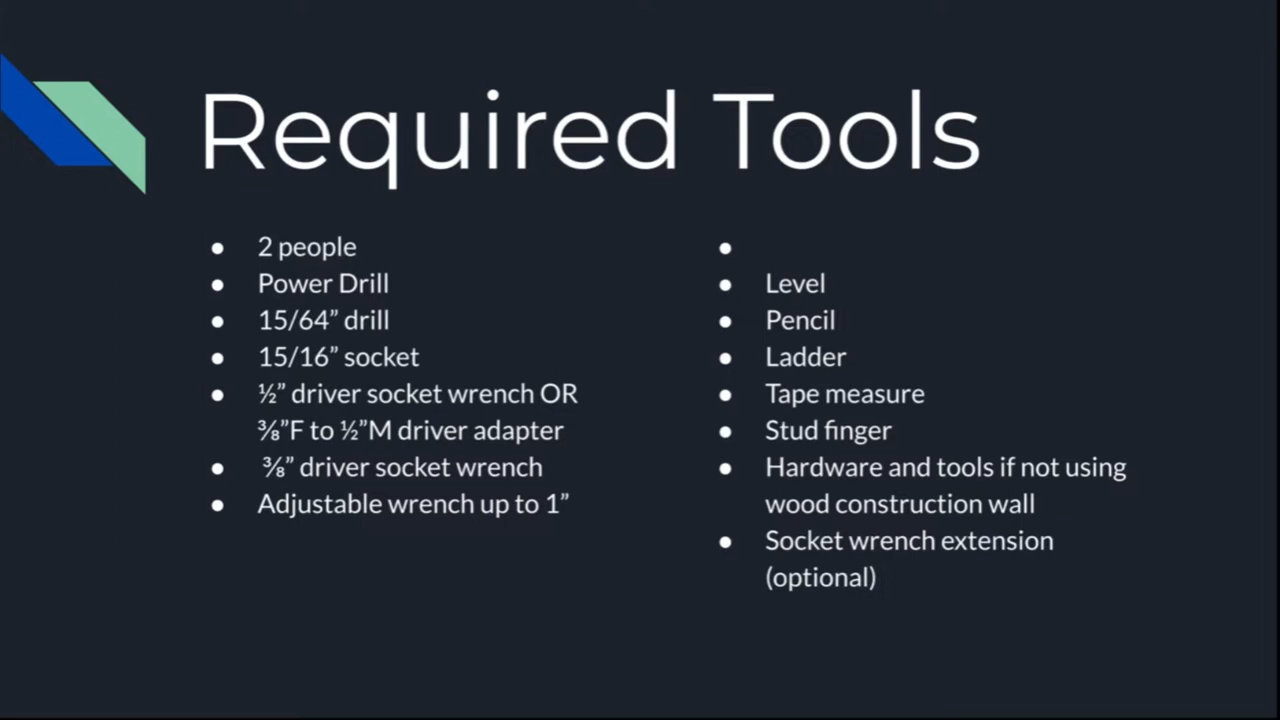 Required Tools
● 2 people
● Power Drill
● 15/64” drill
● 15/16” socket
● ½” driver socket wrench OR
⅜”F to ½”M driver adapter
● ⅜” driver socket wrench
● Adjustable wrench up to 1”
●
● Level
● Pencil
● Ladder
● Tape measure
● Stud finger
● Hardware and tools if not using
wood construction wall
● Socket wrench extension
(optional)